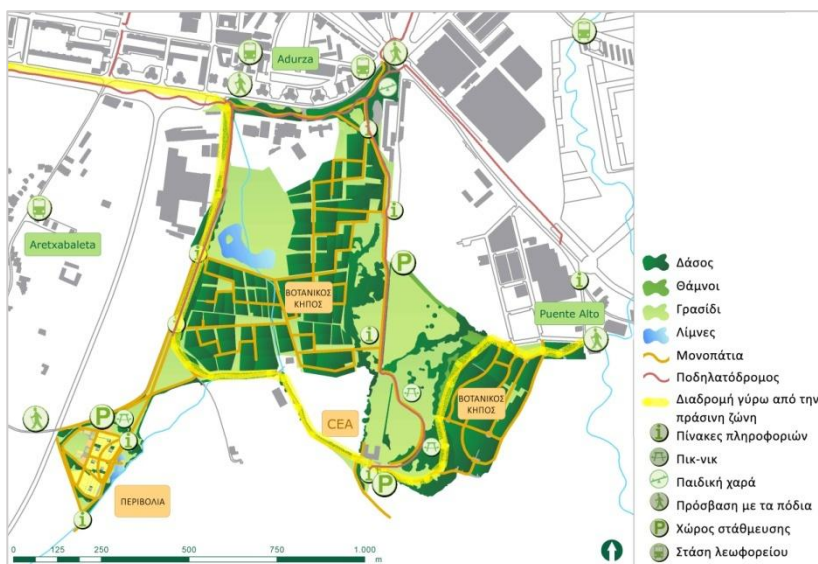 Adurza
Aretxabaleta
ΒΟΤΑΝΙΚΟΣ
ΚΗΠΟΣ
Puente Alto
ΒΟΤΑΝΙΚΟΣ
ΚΗΠΟΣ
CEA
ΠΕΡΙΒΟΛΙΑ
0 125 250 500 750 1.000
m
Δάσος
Θάμνοι
Γρασίδι
Λίμνες
Μονοπάτια
Ποδηλατόδρομος
Διαδρομή γύρω από την
πράσινη ζώνη
Πίνακες πληροφοριών
Πικ-νικ
Παιδική χαρά
Πρόσβαση με τα πόδια
P Χώρος στάθμευσης
Στάση λεωφορείου